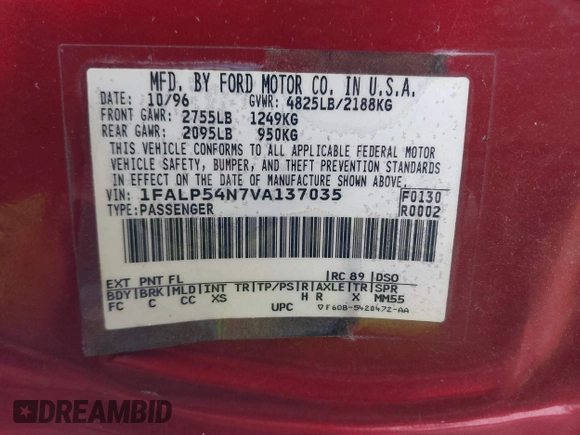 MFD. BY FORD MOTOR CO. IN U.S.A.
DATE: 10/96 GVWR: 4825LB/2188KG
FRONT GAWR: 2755LB 1249KG
REAR GAWR: 2095LB 950KG
THIS VEHICLE CONFORMS TO ALL APPLICABLE FEDERAL MOTOR
VEHICLE SAFETY, BUMPER, AND THEFT PREVENTION STANDARDS
IN EFFECT ON THE DATE OF MANUFACTURE SHOWN ABOVE.
VIN: 1FALP54N7VA137035 F0130
TYPE: PASSENGER R0002
EXT PNT FL RC 89 DSO
BDY BRK MLD INT TR TP/PS R AXLE TR SPR
FC C CC XS H R X MM55
UPC ▽F60B-5420472-AA
DREAMBID